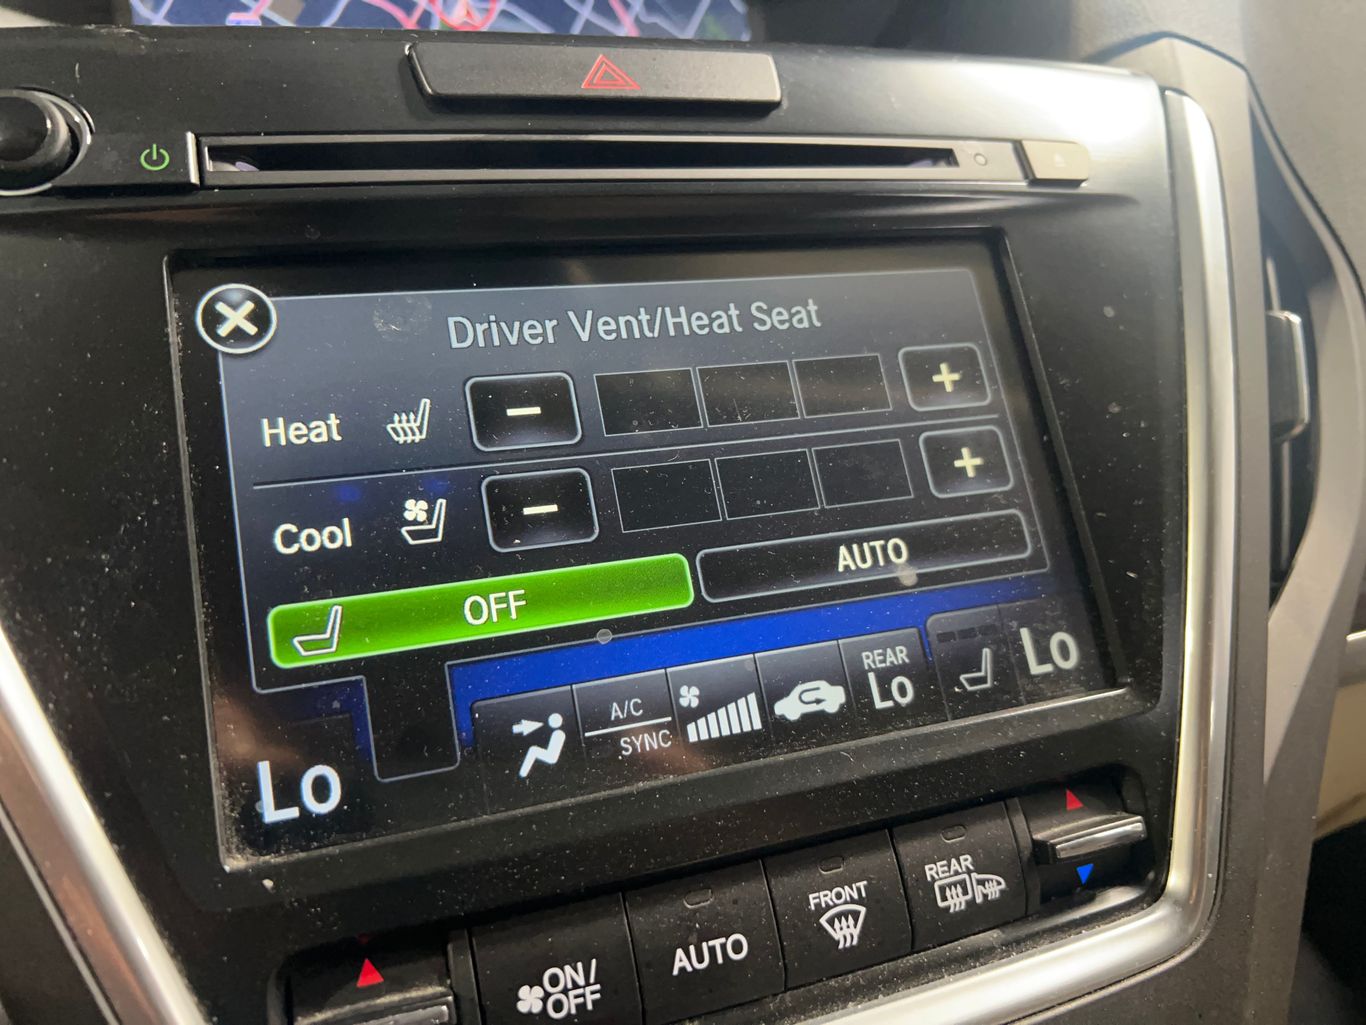 Driver Vent/Heat Seat
Heat − +
Cool − +
OFF AUTO
Lo A/C SYNC REAR Lo Lo
ON/OFF
AUTO
FRONT
REAR